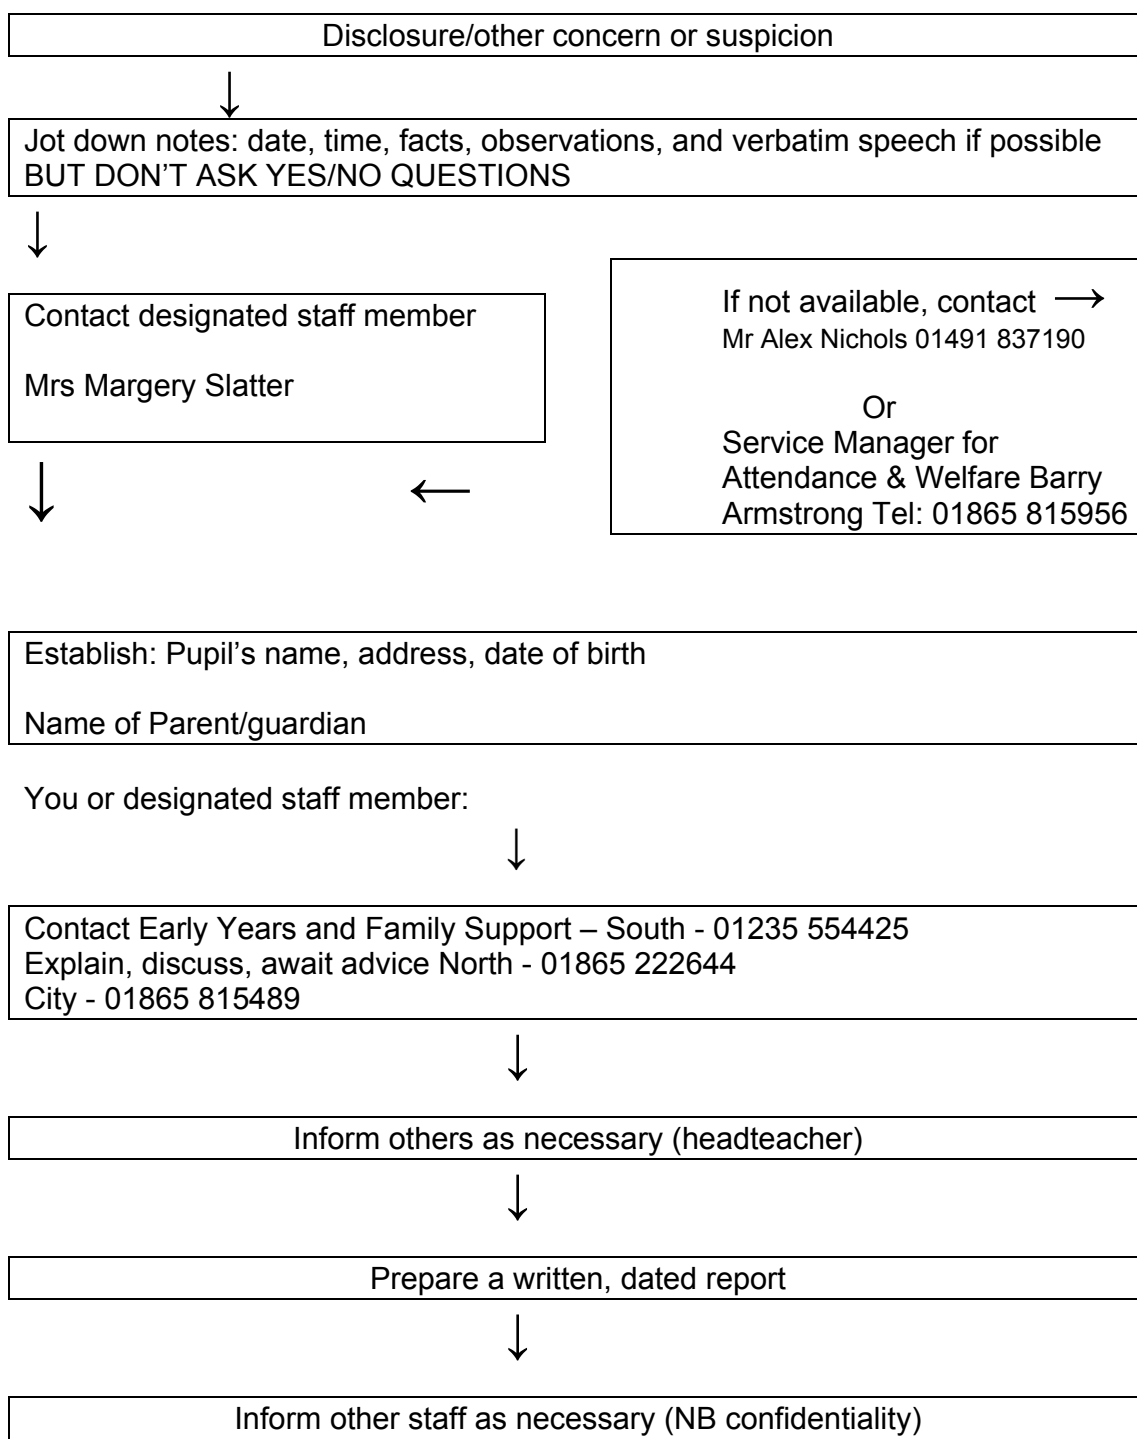 Disclosure/other concern or suspicion
Jot down notes: date, time, facts, observations, and verbatim speech if possible
BUT DON'T ASK YES/NO QUESTIONS
Contact designated staff member
Mrs Margery Slatter
If not available, contact
Mr Alex Nichols 01491 837190
Or
Service Manager for
Attendance & Welfare Barry
Armstrong Tel: 01865 815956
Establish: Pupil's name, address, date of birth
Name of Parent/guardian
You or designated staff member:
Contact Early Years and Family Support – South - 01235 554425
Explain, discuss, await advice North - 01865 222644
City - 01865 815489
Inform others as necessary (headteacher)
Prepare a written, dated report
Inform other staff as necessary (NB confidentiality)